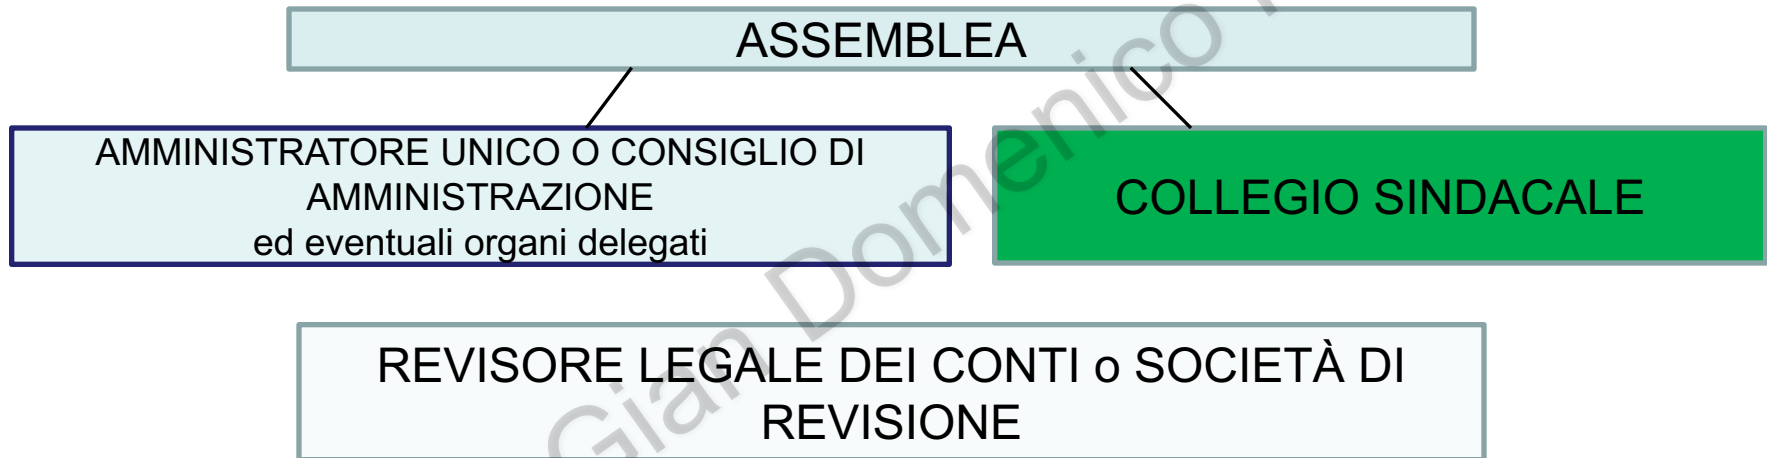 ASSEMBLEA
AMMINISTRATORE UNICO O CONSIGLIO DI
AMMINISTRAZIONE
ed eventuali organi delegati
COLLEGIO SINDACALE
REVISORE LEGALE DEI CONTI o SOCIETÀ DI
REVISIONE
Gian Domenico